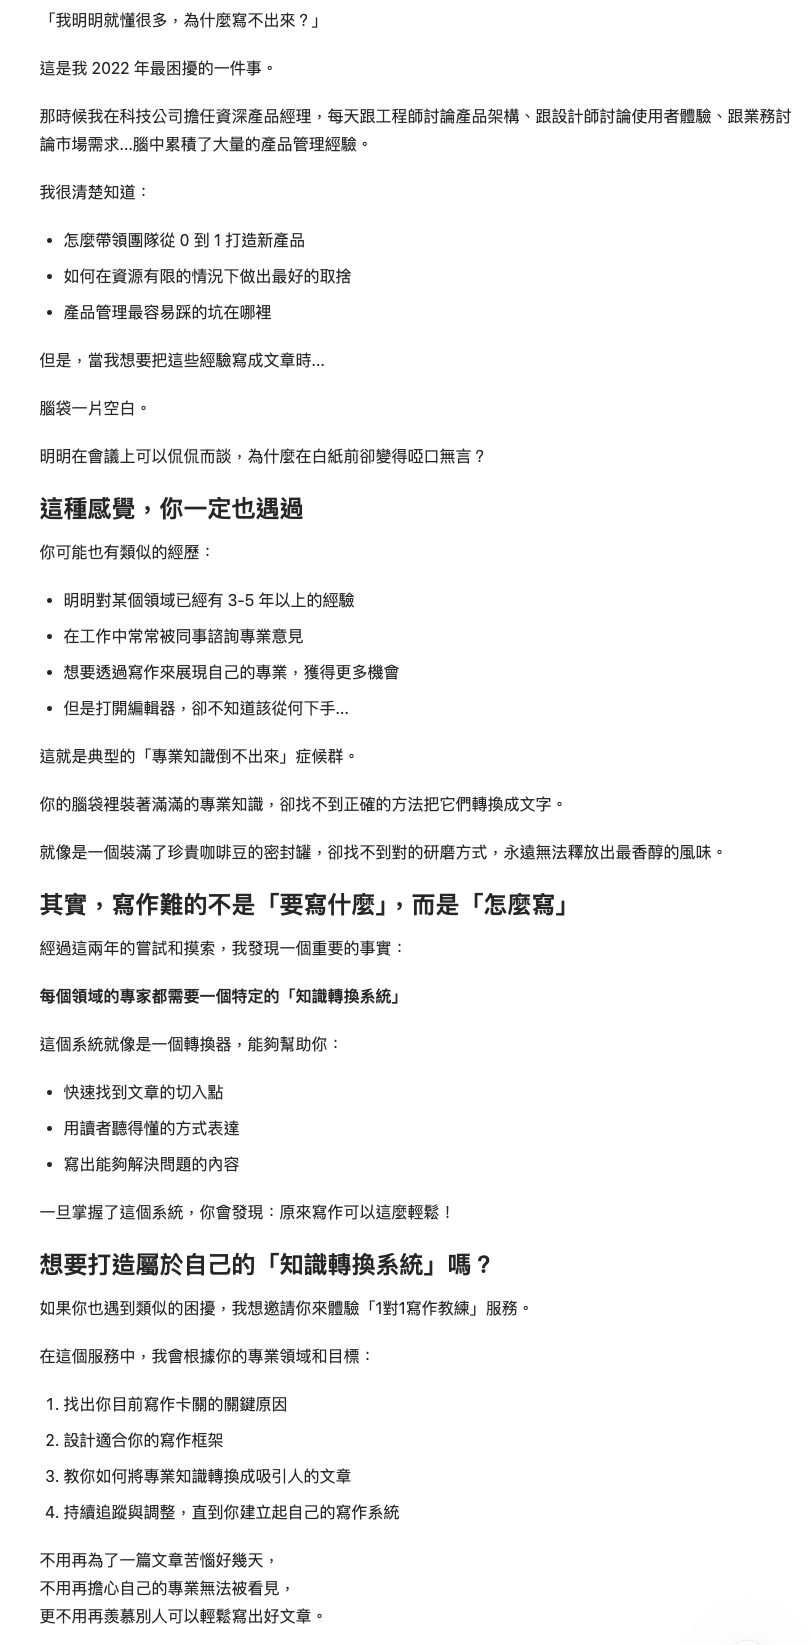 「我明明就懂很多，為什麼寫不出來？」
這是我 2022 年最困擾的一件事。
那時候我在科技公司擔任資深產品經理，每天跟工程師討論產品架構、跟設計師討論使用者體驗、跟業務討
論市場需求...腦中累積了大量的產品管理經驗。
我很清楚知道：
• 怎麼帶領團隊從 0 到 1 打造新產品
• 如何在資源有限的情況下做出最好的取捨
• 產品管理最容易踩的坑在哪裡
但是，當我想要把這些經驗寫成文章時...
腦袋一片空白。
明明在會議上可以侃侃而談，為什麼在白紙前卻變得啞口無言？
這種感覺，你一定也遇過
你可能也有類似的經歷：
• 明明對某個領域已經有 3-5 年以上的經驗
• 在工作中常常被同事諮詢專業意見
• 想要透過寫作來展現自己的專業，獲得更多機會
• 但是打開編輯器，卻不知道該從何下手...
這就是典型的「專業知識倒不出來」症候群。
你的腦袋裡裝著滿滿的專業知識，卻找不到正確的方法把它們轉換成文字。
就像是一個裝滿了珍貴咖啡豆的密封罐，卻找不到對的研磨方式，永遠無法釋放出最香醇的風味。
其實，寫作難的不是「要寫什麼」，而是「怎麼寫」
經過這兩年的嘗試和摸索，我發現一個重要的事實：
每個領域的專家都需要一個特定的「知識轉換系統」
這個系統就像是一個轉換器，能夠幫助你：
• 快速找到文章的切入點
• 用讀者聽得懂的方式表達
• 寫出能夠解決問題的內容
一旦掌握了這個系統，你會發現：原來寫作可以這麼輕鬆！
想要打造屬於自己的「知識轉換系統」嗎？
如果你也遇到類似的困擾，我想邀請你來體驗「1對1寫作教練」服務。
在這個服務中，我會根據你的專業領域和目標：
1. 找出你目前寫作卡關的關鍵原因
2. 設計適合你的寫作框架
3. 教你如何將專業知識轉換成吸引人的文章
4. 持續追蹤與調整，直到你建立起自己的寫作系統
不用再為了一篇文章苦惱好幾天，
不用再擔心自己的專業無法被看見，
更不用再羨慕別人可以輕鬆寫出好文章。